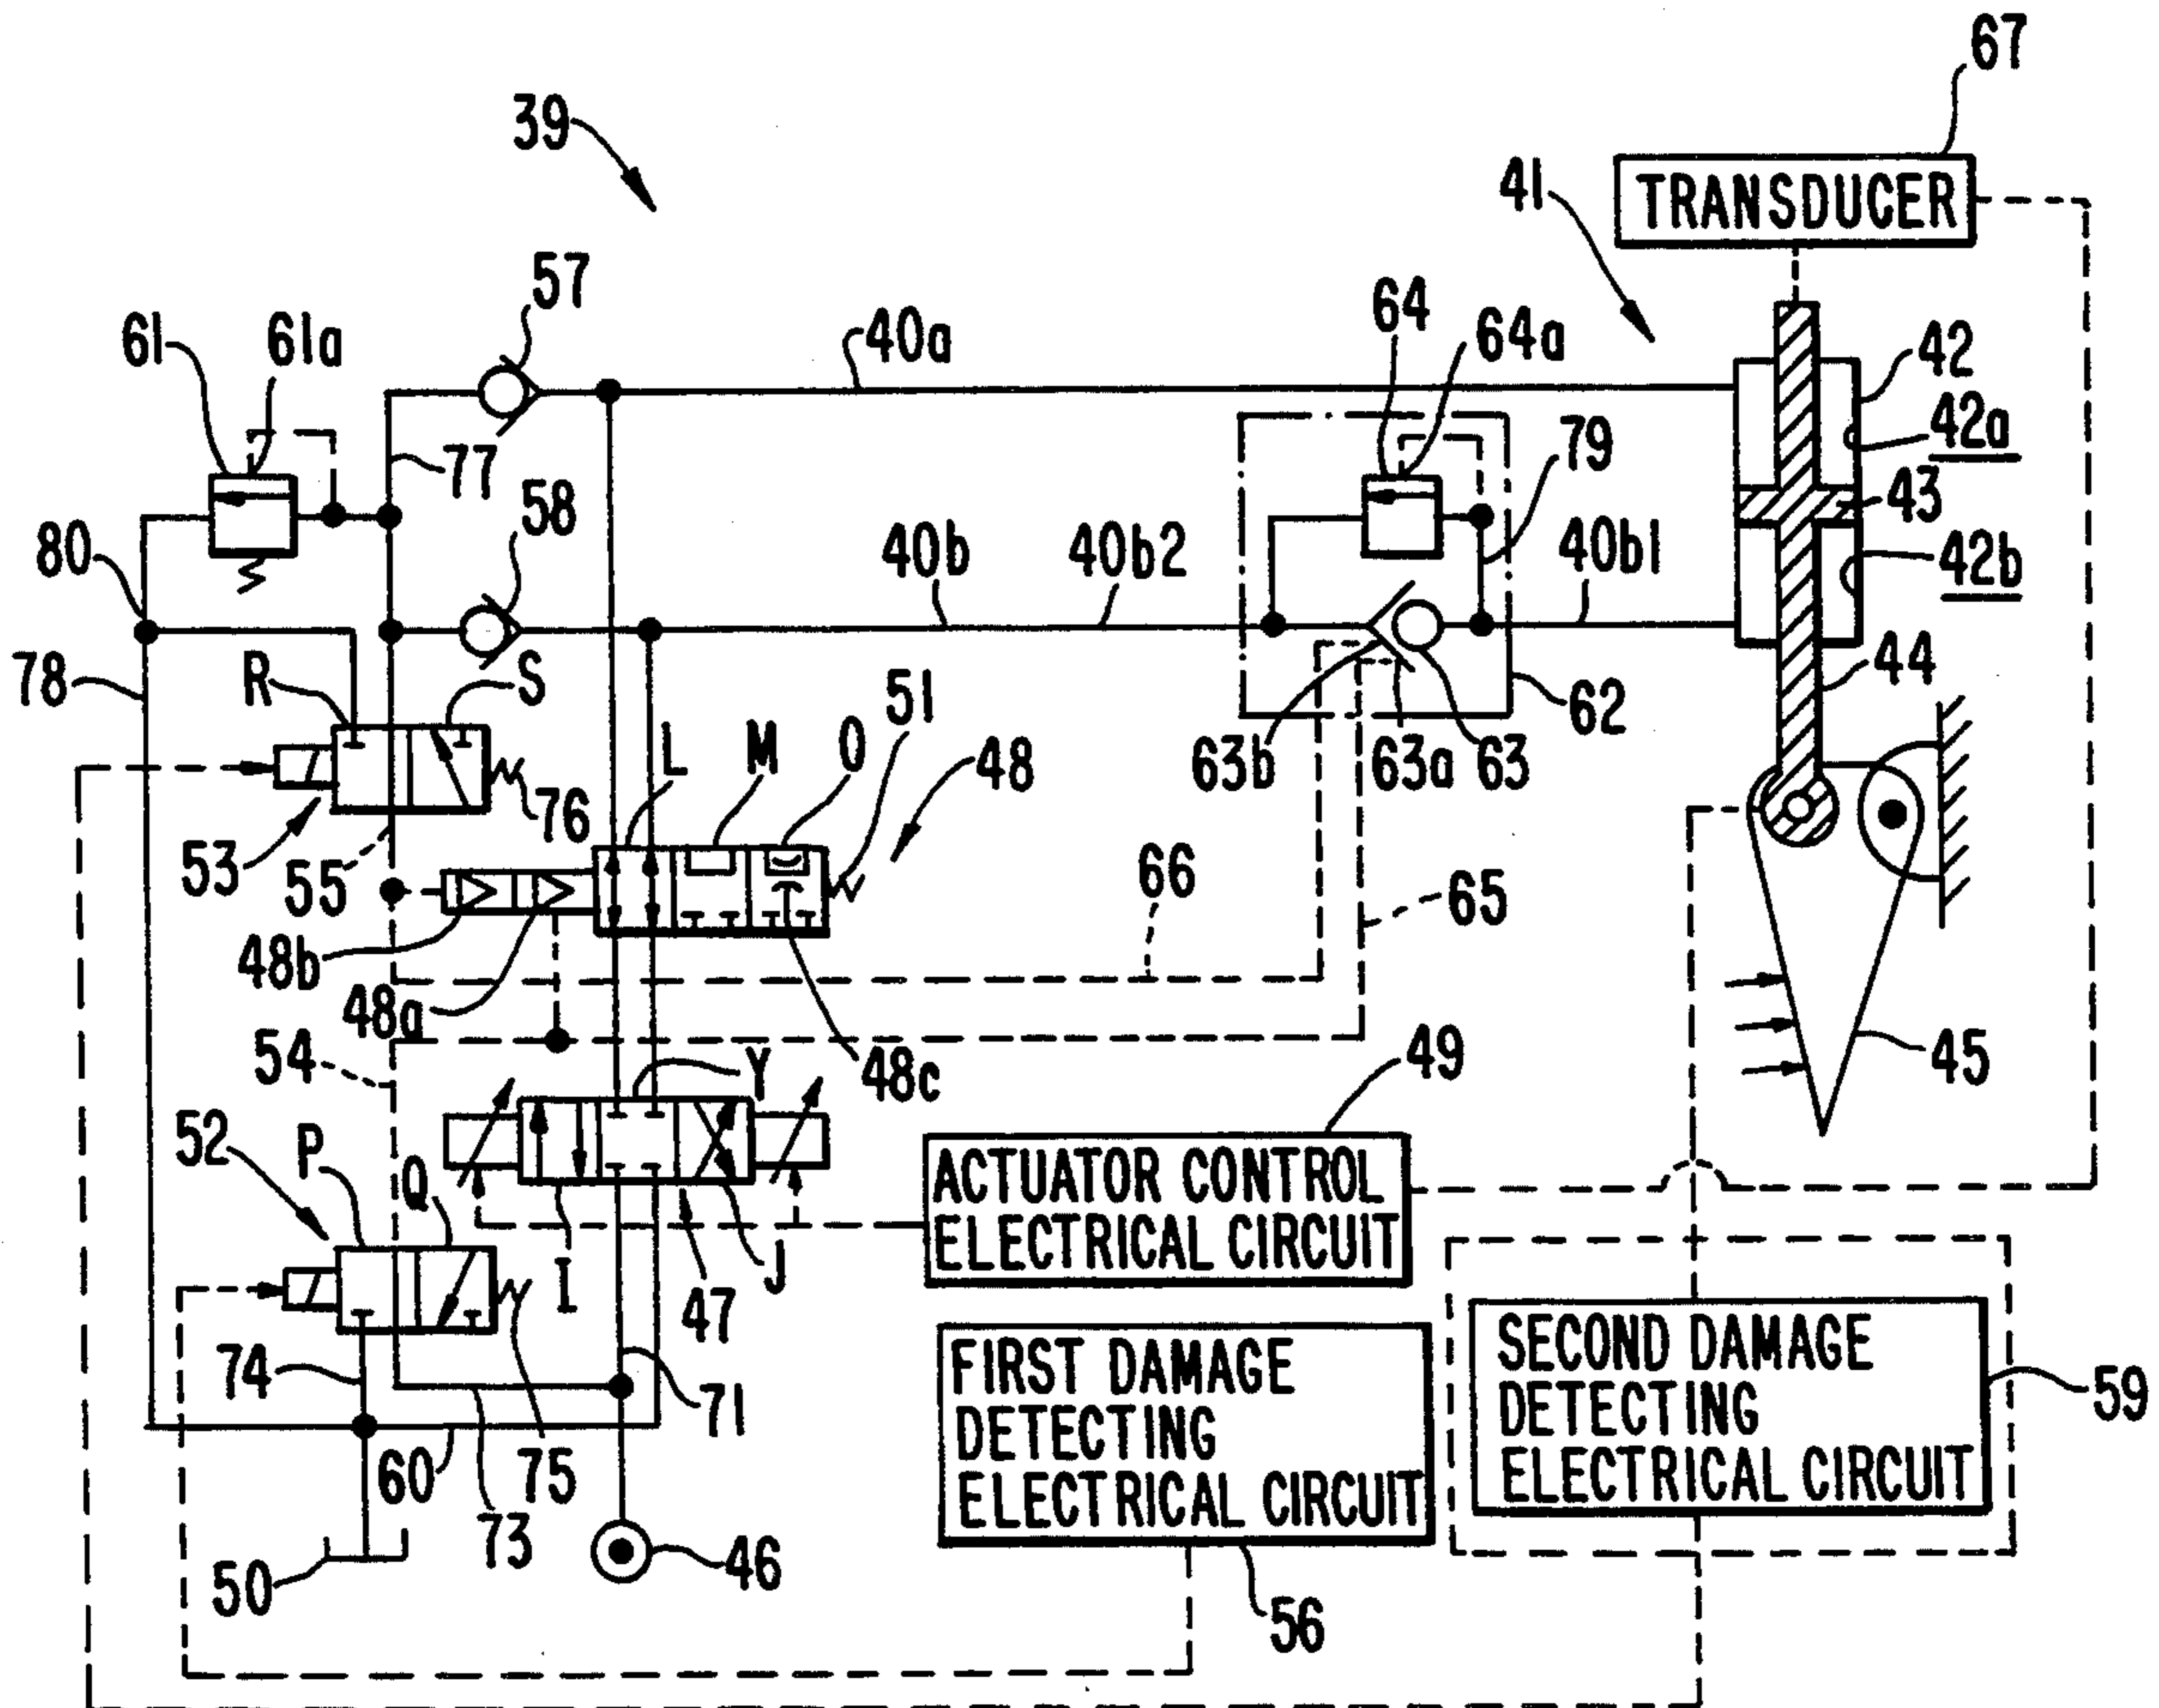 67
39
41
TRANSDUCER
57
61
61a
40a
64
64a
42
42a
77
79
43
58
80
40b
40b2
40b1
42b
R
S
51
44
78
L
M
O
48
63b
63a
63
62
76
53
55
66
65
48b
48a
54
Y
48c
49
45
52
P
Q
ACTUATOR CONTROL
ELECTRICAL CIRCUIT
I
47
J
74
71
FIRST DAMAGE
DETECTING
ELECTRICAL CIRCUIT
SECOND DAMAGE
DETECTING
ELECTRICAL CIRCUIT
59
60
75
73
50
46
56